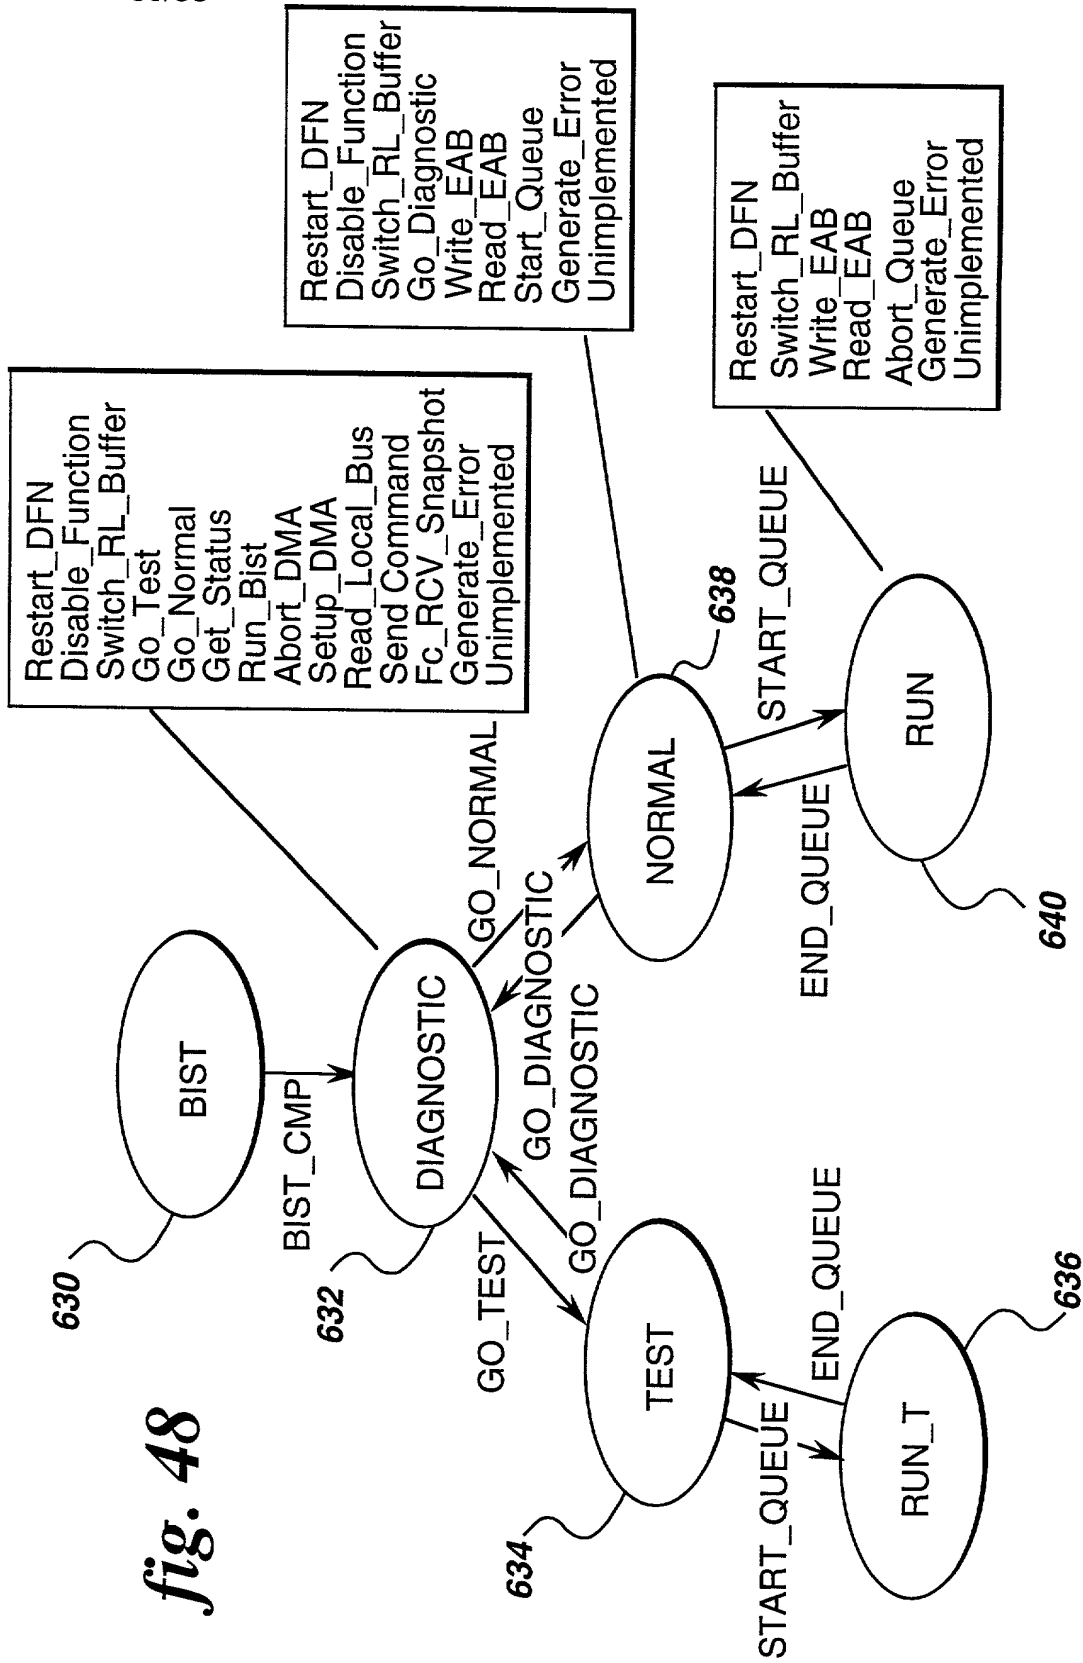 fig. 48
630
BIST
BIST_CMP
632
DIAGNOSTIC
Restart_DFN
Disable_Function
Switch_RL_Buffer
Go_Test
Go_Normal
Get_Status
Run_Bist
Abort_DMA
Setup_DMA
Read_Local_Bus
Send Command
Fc_RCV_Snapshot
Generate_Error
Unimplemented
GO_TEST
GO_DIAGNOSTIC
GO_DIAGNOSTIC
GO_NORMAL
634
TEST
638
NORMAL
Restart_DFN
Disable_Function
Switch_RL_Buffer
Go_Diagnostic
Write_EAB
Read_EAB
Start_Queue
Generate_Error
Unimplemented
START_QUEUE
END_QUEUE
636
RUN_T
END_QUEUE
START_QUEUE
640
RUN
Restart_DFN
Switch_RL_Buffer
Write_EAB
Read_EAB
Abort_Queue
Generate_Error
Unimplemented